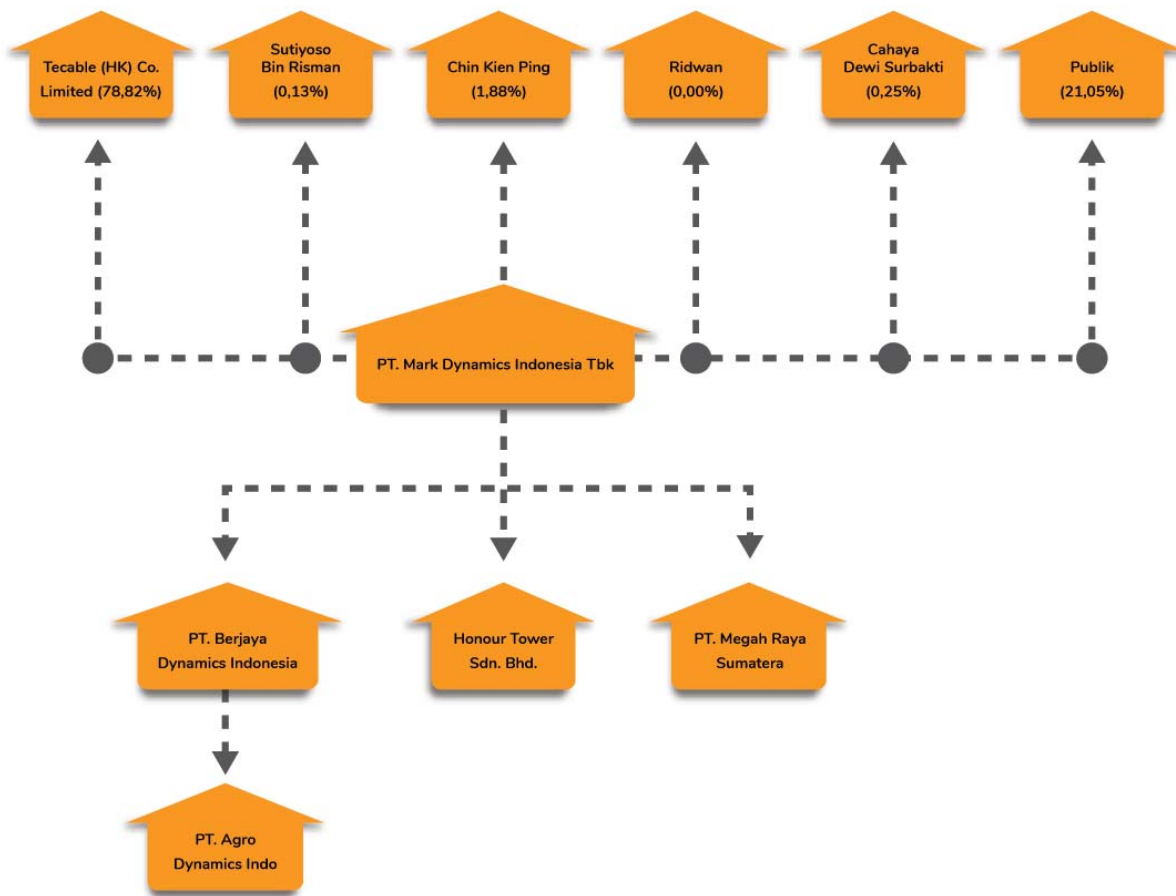 Tecable (HK) Co.
Limited (78,82%)
Sutiyoso
Bin Risman
(0,13%)
Chin Kien Ping
(1,88%)
Ridwan
(0,00%)
Cahaya
Dewi Surbakti
(0,25%)
Publik
(21,05%)
PT. Mark Dynamics Indonesia Tbk
PT. Berjaya
Dynamics Indonesia
Honour Tower
Sdn. Bhd.
PT. Megah Raya
Sumatera
PT. Agro
Dynamics Indo